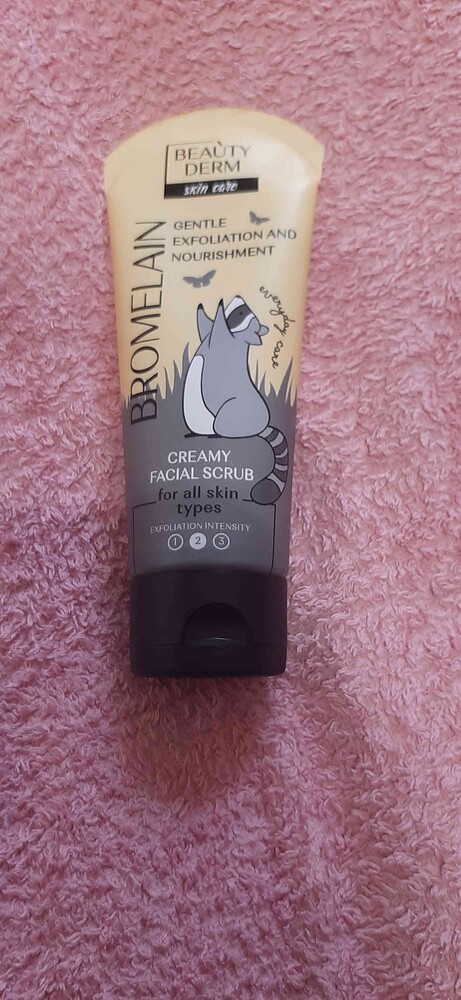 BEAUTY
DERM
skin care
BROMELAIN
GENTLE
EXFOLIATION AND
NOURISHMENT
everyday care
CREAMY
FACIAL SCRUB
for all skin
types
EXFOLIATION INTENSITY
1 2 3